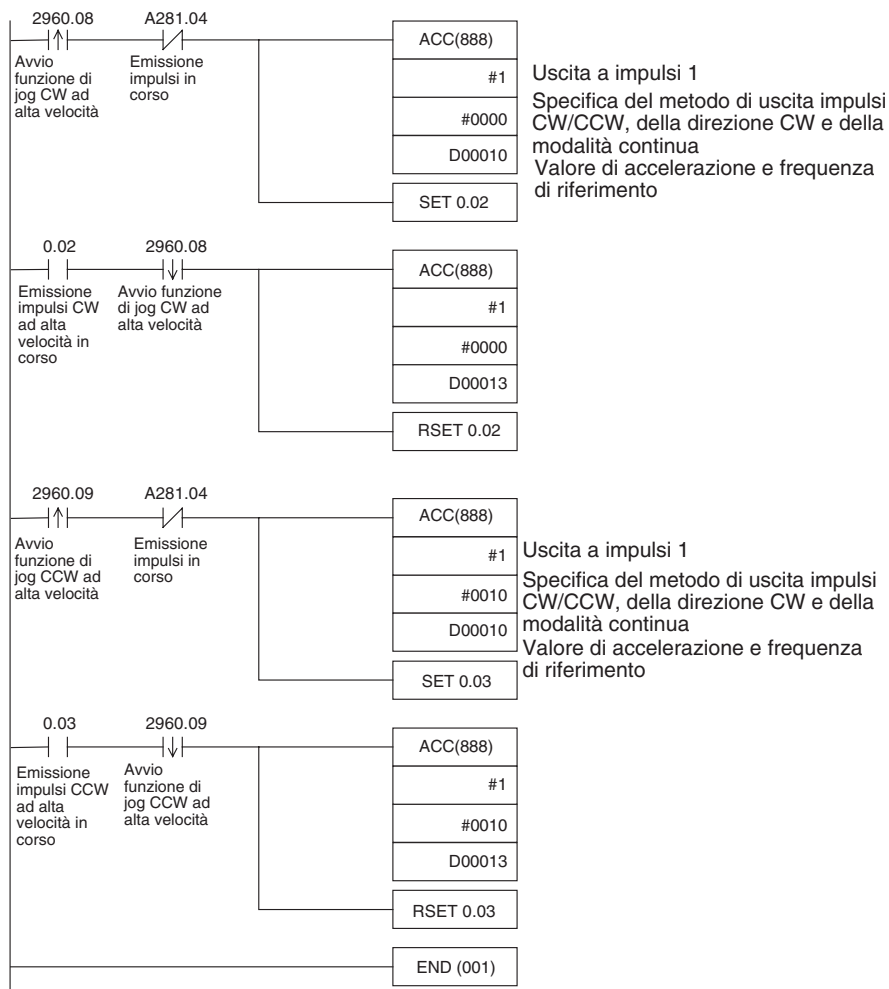 2960.08
A281.04
Avvio
funzione di
jog CW ad
alta velocità
Emissione
impulsi in
corso
ACC(888)
#1
#0000
D00010
SET 0.02
Uscita a impulsi 1
Specifica del metodo di uscita impulsi
CW/CCW, della direzione CW e della
modalità continua
Valore di accelerazione e frequenza
di riferimento
0.02
2960.08
Emissione
impulsi CW
ad alta
velocità in
corso
Avvio funzione
di jog CW ad
alta velocità
ACC(888)
#1
#0000
D00013
RSET 0.02
2960.09
A281.04
Avvio
funzione di
jog CCW ad
alta velocità
Emissione
impulsi in
corso
ACC(888)
#1
#0010
D00010
SET 0.03
Uscita a impulsi 1
Specifica del metodo di uscita impulsi
CW/CCW, della direzione CW e della
modalità continua
Valore di accelerazione e frequenza
di riferimento
0.03
2960.09
Emissione
impulsi CCW
ad alta
velocità in
corso
Avvio
funzione di
jog CCW ad
alta velocità
ACC(888)
#1
#0010
D00013
RSET 0.03
END (001)